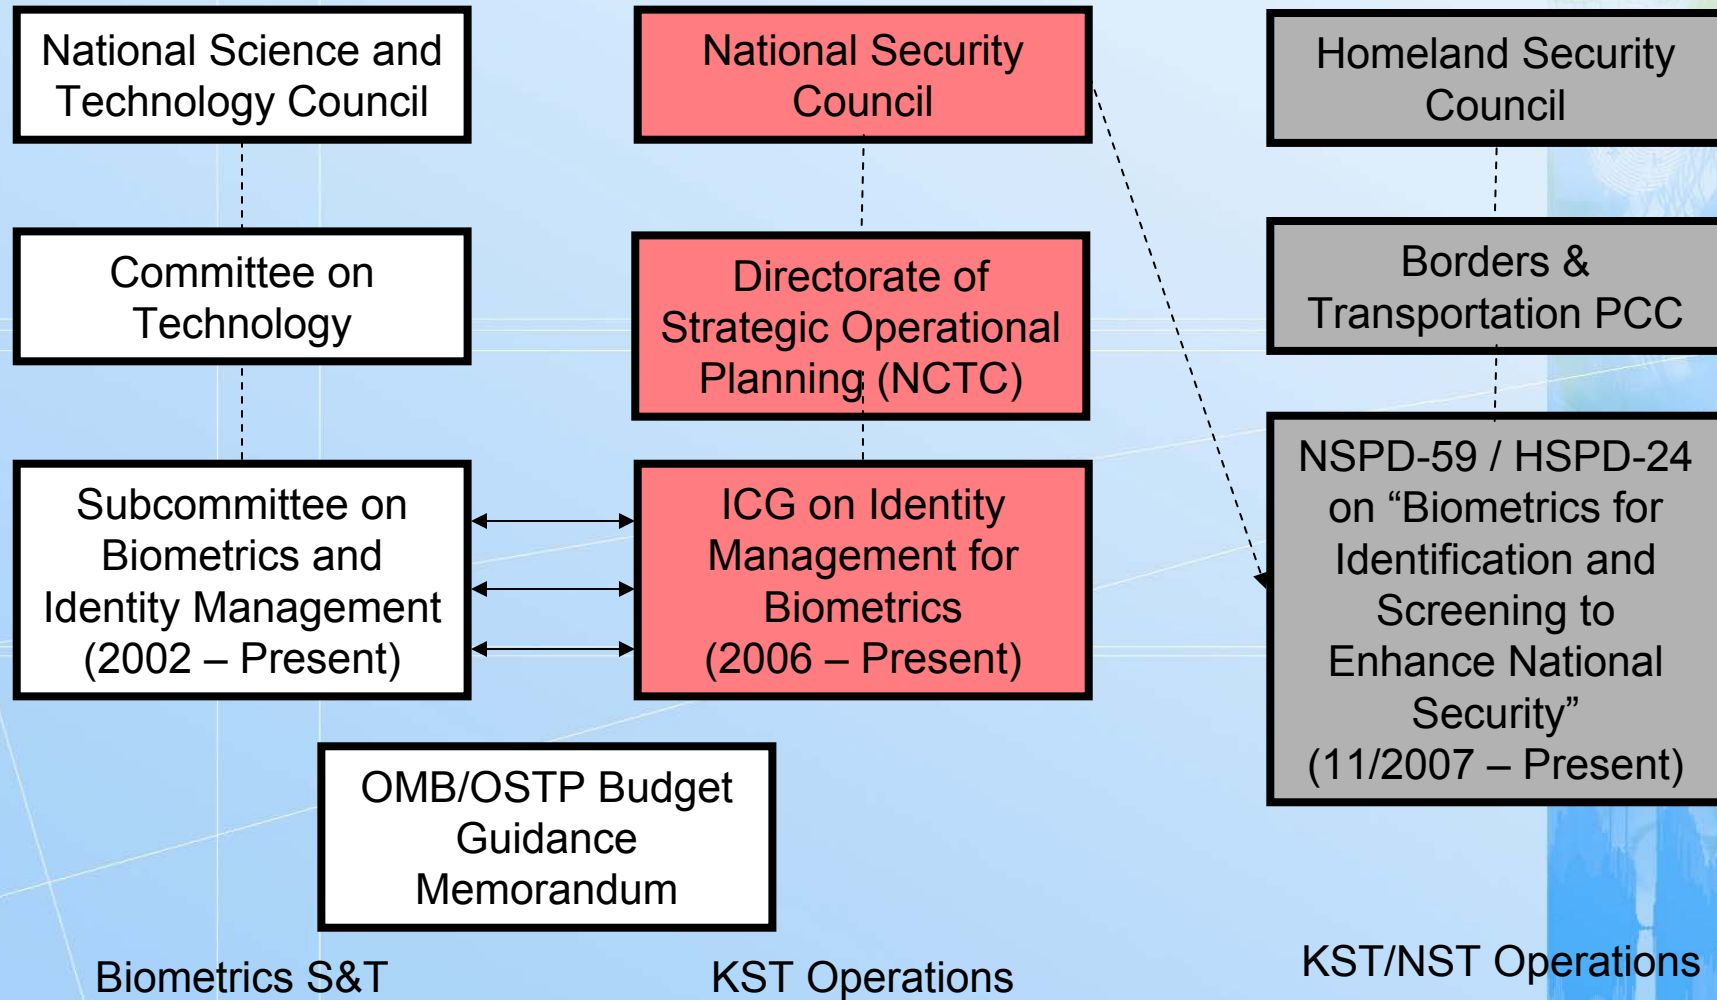 National Science and
Technology Council
National Security
Council
Homeland Security
Council
Committee on
Technology
Directorate of
Strategic Operational
Planning (NCTC)
Borders &
Transportation PCC
Subcommittee on
Biometrics and
Identity Management
(2002 – Present)
ICG on Identity
Management for
Biometrics
(2006 – Present)
NSPD-59 / HSPD-24
on “Biometrics for
Identification and
Screening to
Enhance National
Security”
(11/2007 – Present)
OMB/OSTP Budget
Guidance
Memorandum
Biometrics S&T
KST Operations
KST/NST Operations